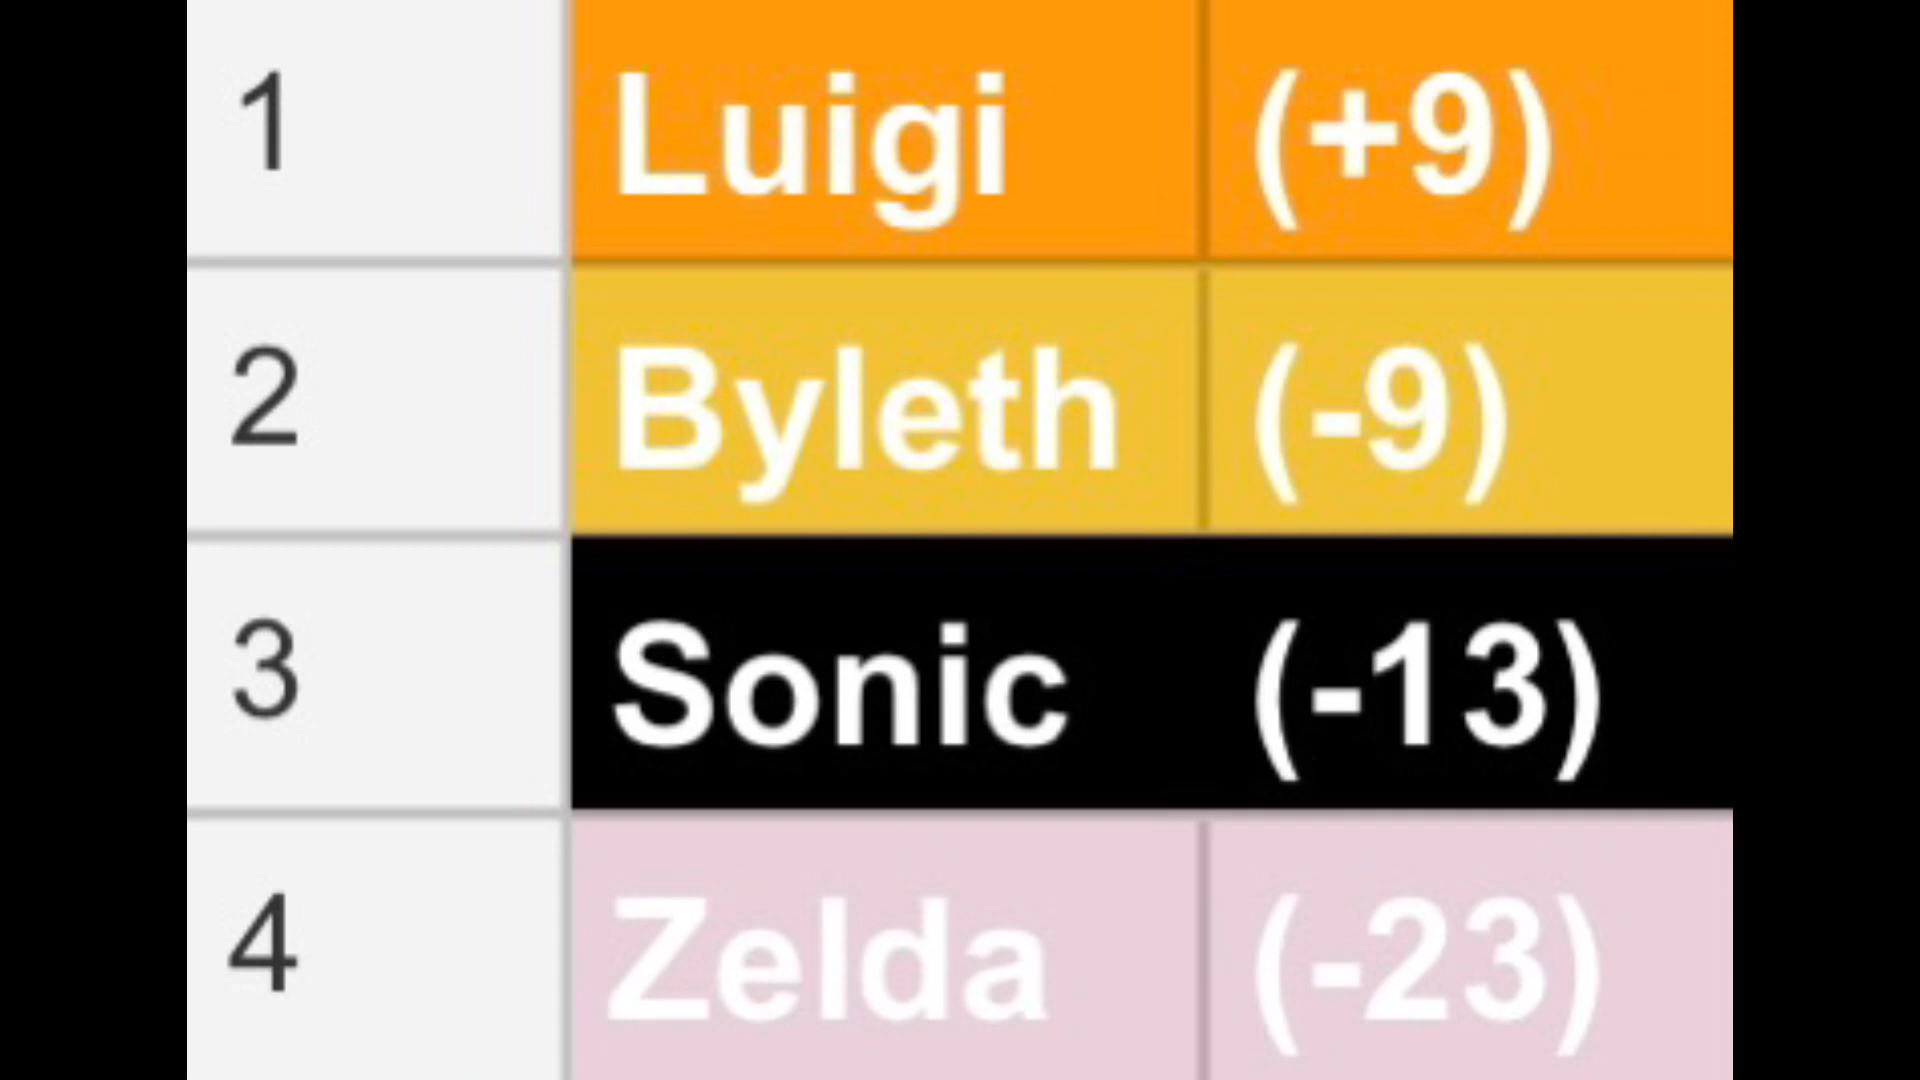 1 Luigi (+9)
2 Byleth (-9)
3 Sonic (-13)
4 Zelda (-23)